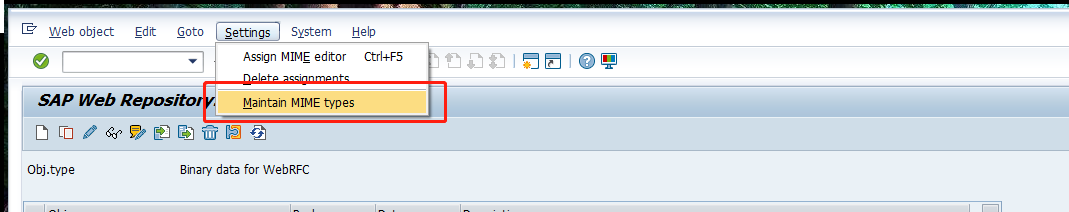 Web object Edit Goto Settings System Help
Assign MIME editor Ctrl+F5
Delete assignments
Maintain MIME types
SAP Web Repository:
Obj.type Binary data for WebRFC